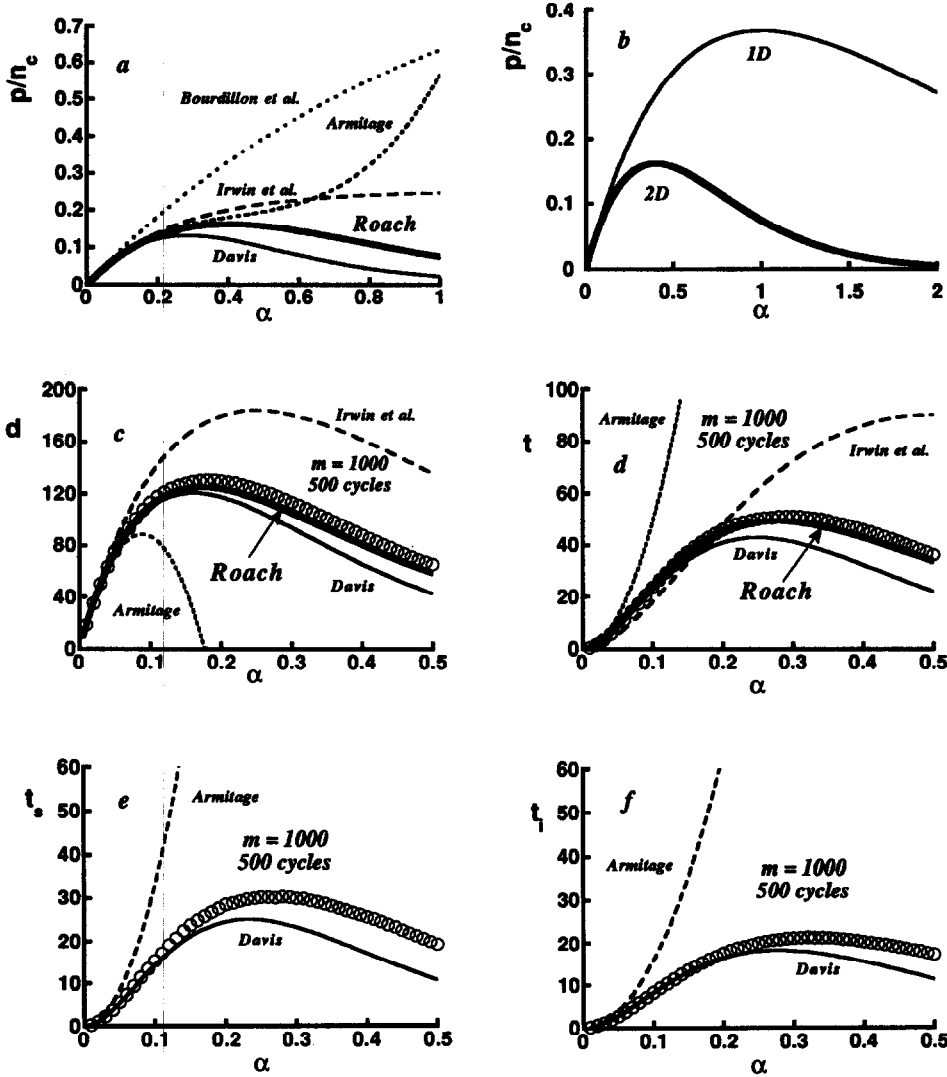 0.7
0.6
0.5
0.4
0.3
0.2
0.1
0
p/n_c
a
Bourdillon et al.
Armitage
Irwin et al.
Roach
Davis
0 0.2 0.4 0.6 0.8 1
α
0.4
0.3
0.2
0.1
0
p/n_c
b
1D
2D
0 0.5 1 1.5 2
α
200
160
120
80
40
0
d
c
Irwin et al.
m = 1000
500 cycles
Roach
Davis
Armitage
0 0.1 0.2 0.3 0.4 0.5
α
100
80
60
40
20
0
t
Armitage
m = 1000
500 cycles
d
Irwin et al.
Davis
Roach
0 0.1 0.2 0.3 0.4 0.5
α
60
50
40
30
20
10
0
t_s
e
Armitage
m = 1000
500 cycles
Davis
0 0.1 0.2 0.3 0.4 0.5
α
60
50
40
30
20
10
0
t_i
f
Armitage
m = 1000
500 cycles
Davis
0 0.1 0.2 0.3 0.4 0.5
α